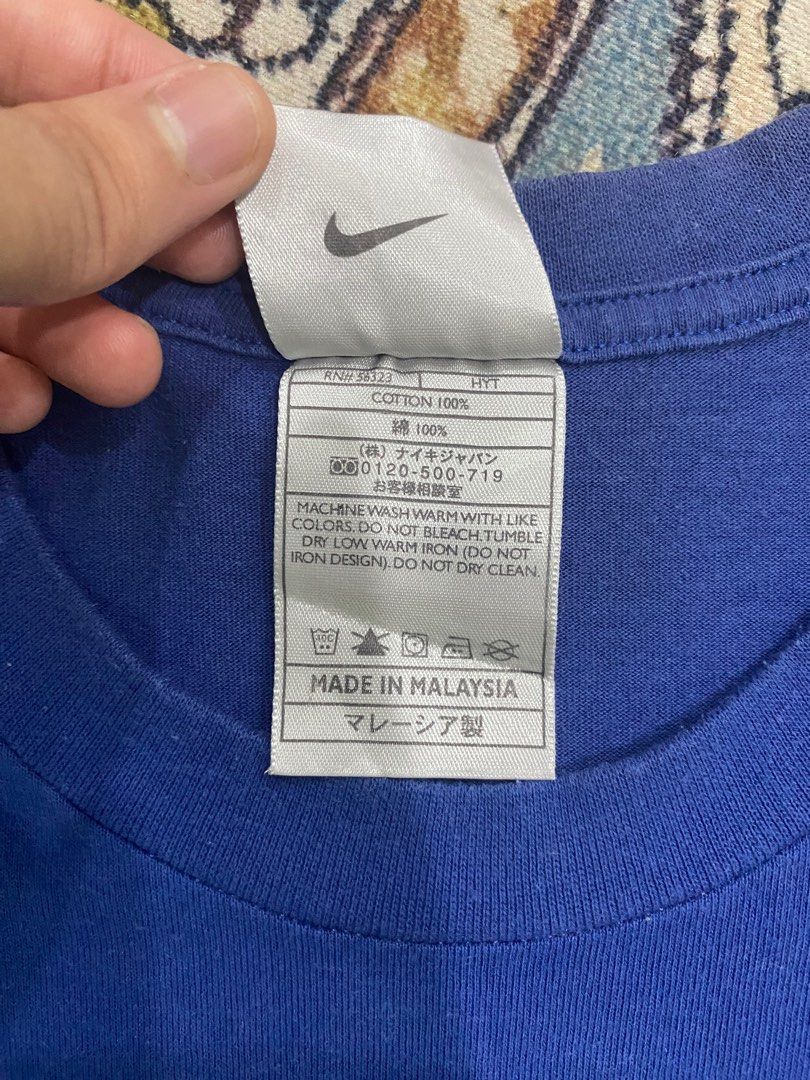 RN# 56323 HYT
COTTON 100%
綿 100%
(株) ナイキジャパン
0120-500-719
お客様相談室
MACHINE WASH WARM WITH LIKE
COLORS. DO NOT BLEACH. TUMBLE
DRY LOW. WARM IRON (DO NOT
IRON DESIGN). DO NOT DRY CLEAN.
40C
MADE IN MALAYSIA
マレーシア製